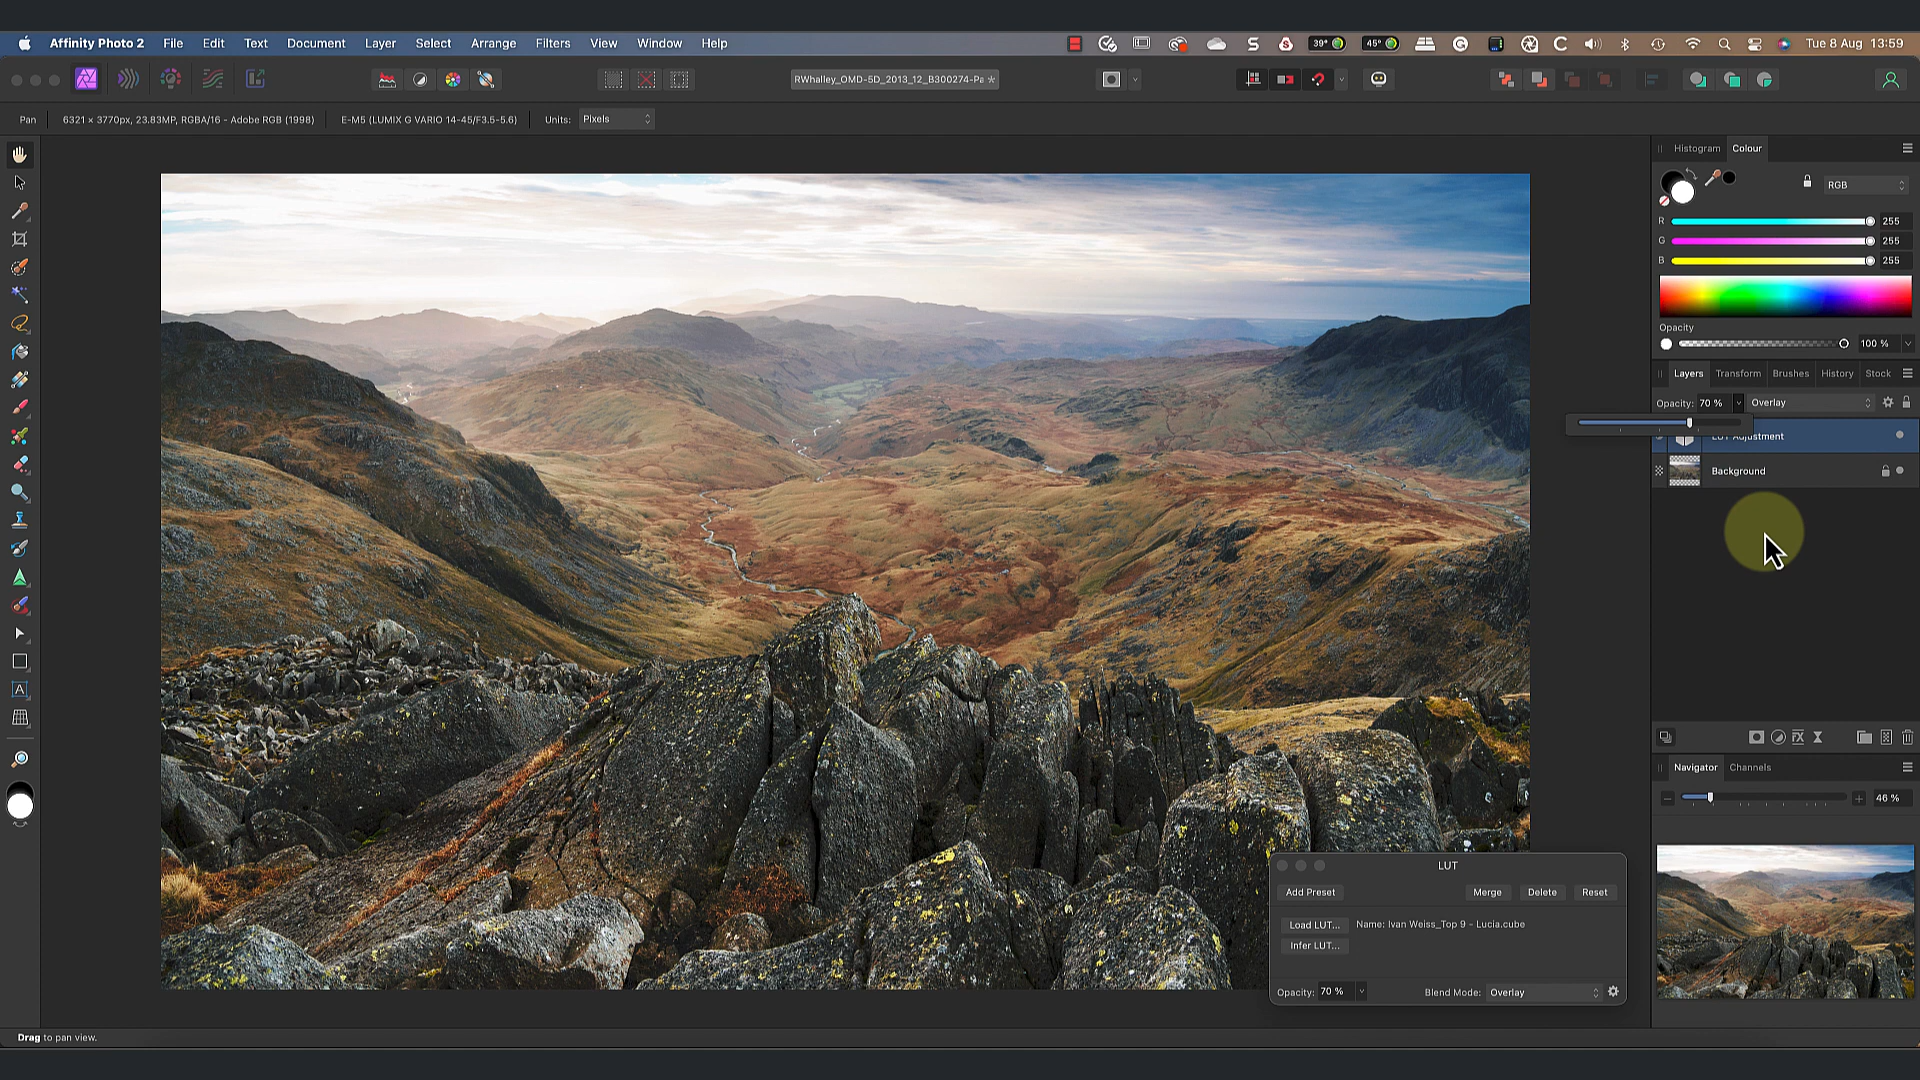 Affinity Photo 2 File Edit Text Document Layer Select Arrange Filters View Window Help
39° 45° Tue 8 Aug 13:59
RWhalley_OMD-5D_2013_12_B300274-Pa *
Pan 6321 × 3770px, 23.83MP, RGBA/16 - Adobe RGB (1998) E-M5 (LUMIX G VARIO 14-45/F3.5-5.6) Units: Pixels
Histogram Colour
RGB
R 255
G 255
B 255
Opacity
100 %
Layers Transform Brushes History Stock
Opacity: 70 % Overlay
LUT Adjustment
Background
Navigator Channels
46 %
LUT
Add Preset Merge Delete Reset
Load LUT... Name: Ivan Weiss_Top 9 - Lucia.cube
Infer LUT...
Opacity: 70 % Blend Mode: Overlay
Drag to pan view.